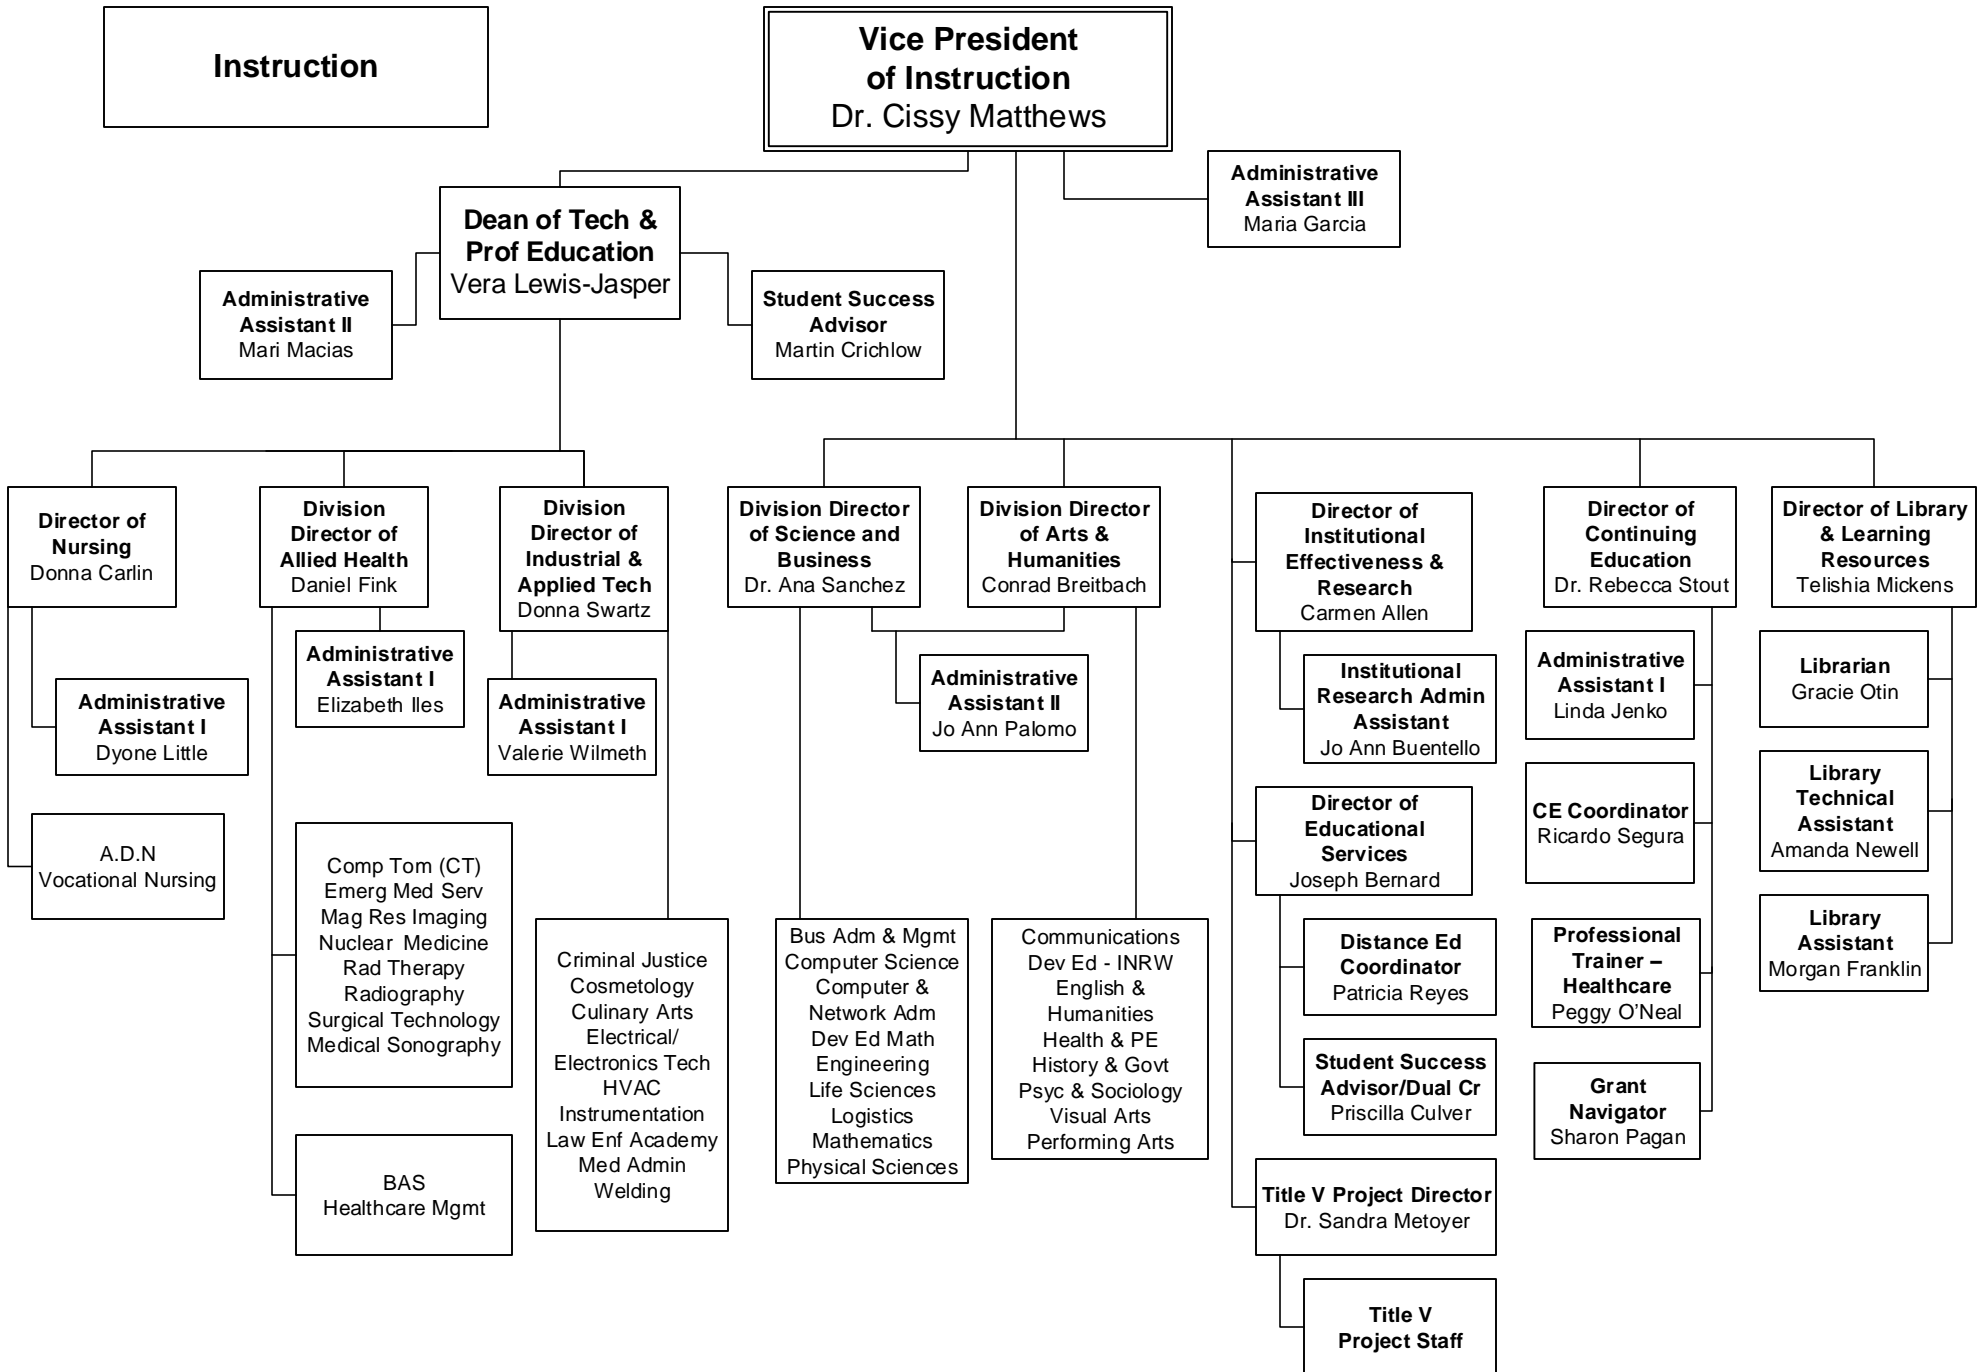 Instruction
Vice President
of Instruction
Dr. Cissy Matthews
Administrative
Assistant III
Maria Garcia
Dean of Tech &
Prof Education
Vera Lewis-Jasper
Administrative
Assistant II
Mari Macias
Student Success
Advisor
Martin Crichlow
Director of
Nursing
Donna Carlin
Administrative
Assistant I
Dyone Little
A.D.N
Vocational Nursing
Division
Director of
Allied Health
Daniel Fink
Administrative
Assistant I
Elizabeth Iles
Comp Tom (CT)
Emerg Med Serv
Mag Res Imaging
Nuclear Medicine
Rad Therapy
Radiography
Surgical Technology
Medical Sonography
BAS
Healthcare Mgmt
Division
Director of
Industrial &
Applied Tech
Donna Swartz
Administrative
Assistant I
Valerie Wilmeth
Criminal Justice
Cosmetology
Culinary Arts
Electrical/
Electronics Tech
HVAC
Instrumentation
Law Enf Academy
Med Admin
Welding
Division Director
of Science and
Business
Dr. Ana Sanchez
Division Director
of Arts &
Humanities
Conrad Breitbach
Administrative
Assistant II
Jo Ann Palomo
Bus Adm & Mgmt
Computer Science
Computer &
Network Adm
Dev Ed Math
Engineering
Life Sciences
Logistics
Mathematics
Physical Sciences
Communications
Dev Ed - INRW
English &
Humanities
Health & PE
History & Govt
Psyc & Sociology
Visual Arts
Performing Arts
Director of
Institutional
Effectiveness &
Research
Carmen Allen
Institutional
Research Admin
Assistant
Jo Ann Buentello
Director of
Educational
Services
Joseph Bernard
Distance Ed
Coordinator
Patricia Reyes
Student Success
Advisor/Dual Cr
Priscilla Culver
Title V Project Director
Dr. Sandra Metoyer
Title V
Project Staff
Director of
Continuing
Education
Dr. Rebecca Stout
Administrative
Assistant I
Linda Jenko
CE Coordinator
Ricardo Segura
Professional
Trainer –
Healthcare
Peggy O’Neal
Grant
Navigator
Sharon Pagan
Director of Library
& Learning
Resources
Telishia Mickens
Librarian
Gracie Otin
Library
Technical
Assistant
Amanda Newell
Library
Assistant
Morgan Franklin